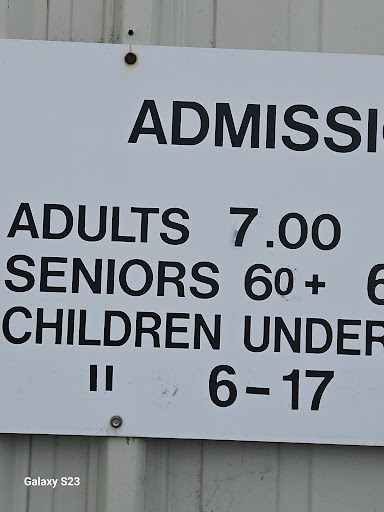 ADMISSI
ADULTS 7.00
SENIORS 60+ 6
CHILDREN UNDER
" 6-17
Galaxy S23